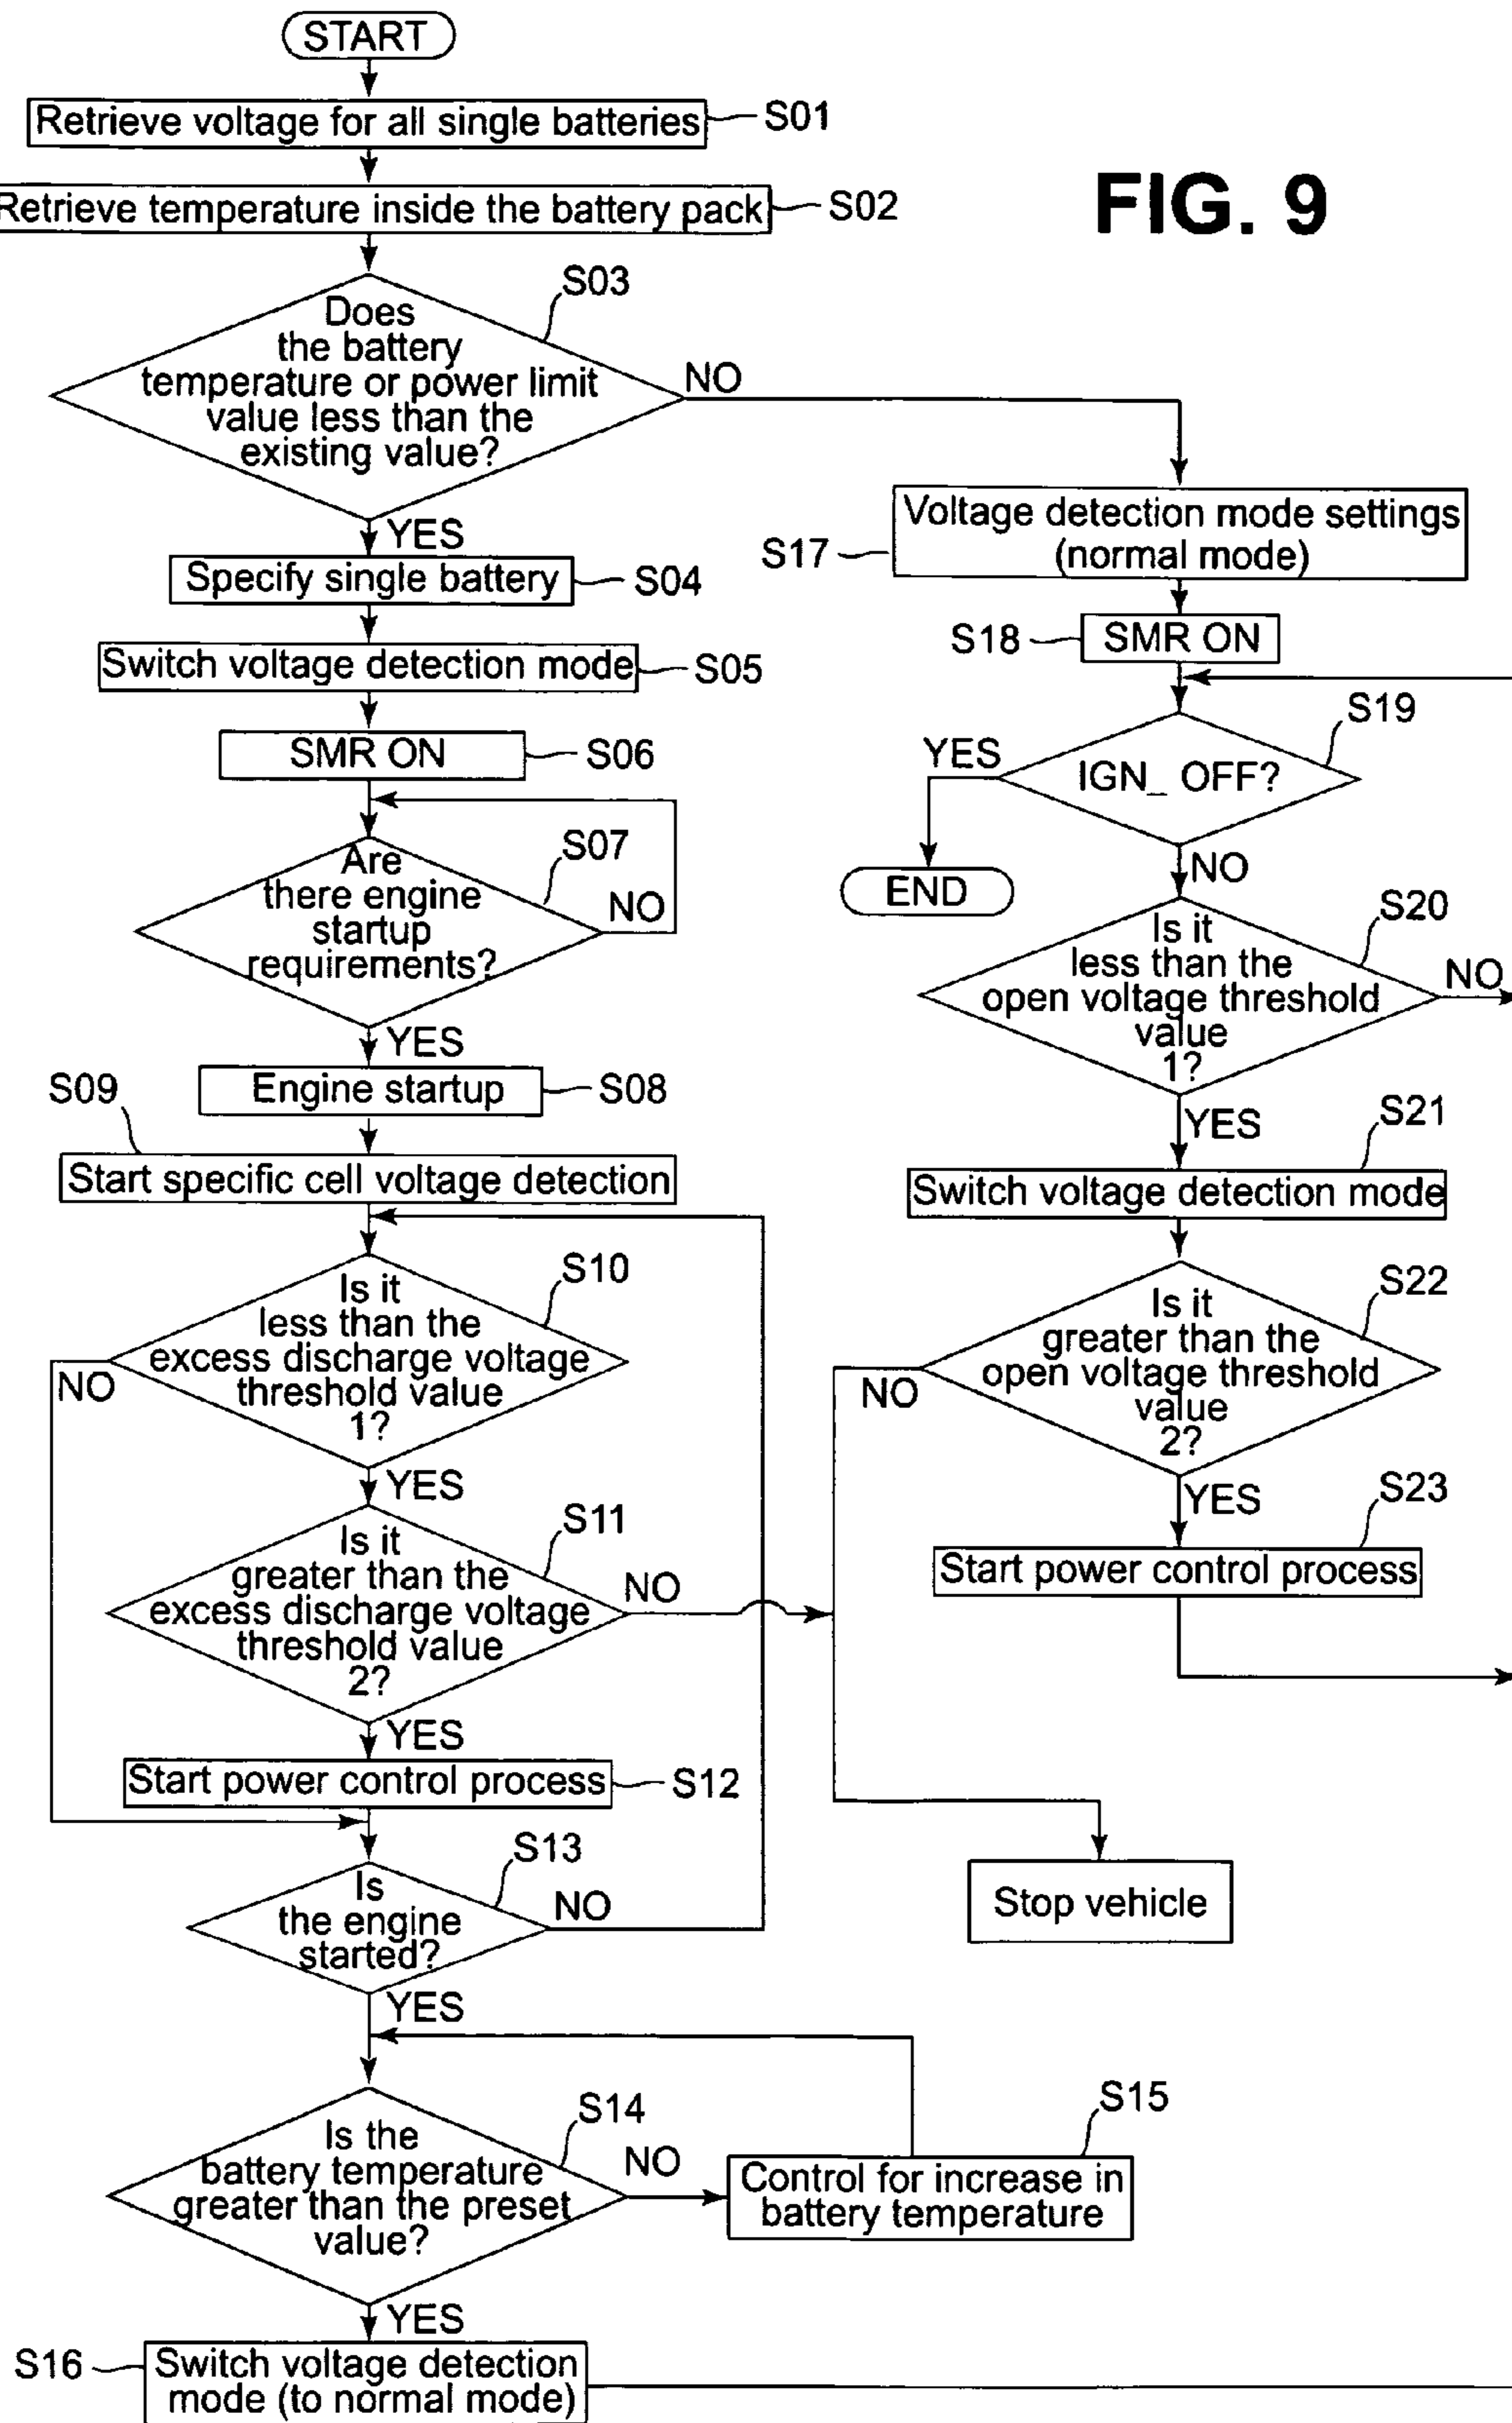 START
Retrieve voltage for all single batteries
S01
Retrieve temperature inside the battery pack
S02
FIG. 9
S03
Does
the battery
temperature or power limit
value less than the
existing value?
NO
YES
Specify single battery
S04
Switch voltage detection mode
S05
SMR ON
S06
S07
Are
there engine
startup
requirements?
NO
YES
Engine startup
S08
S09
Start specific cell voltage detection
S10
Is it
less than the
excess discharge voltage
threshold value
1?
NO
YES
S11
Is it
greater than the
excess discharge voltage
threshold value
2?
NO
YES
Start power control process
S12
S13
Is
the engine
started?
NO
YES
S14
Is the
battery temperature
greater than the preset
value?
NO
S15
Control for increase in
battery temperature
YES
S16
Switch voltage detection
mode (to normal mode)
S17
Voltage detection mode settings
(normal mode)
S18
SMR ON
S19
IGN_ OFF?
YES
END
NO
S20
Is it
less than the
open voltage threshold
value
1?
NO
YES
S21
Switch voltage detection mode
S22
Is it
greater than the
open voltage threshold
value
2?
NO
YES
S23
Start power control process
Stop vehicle